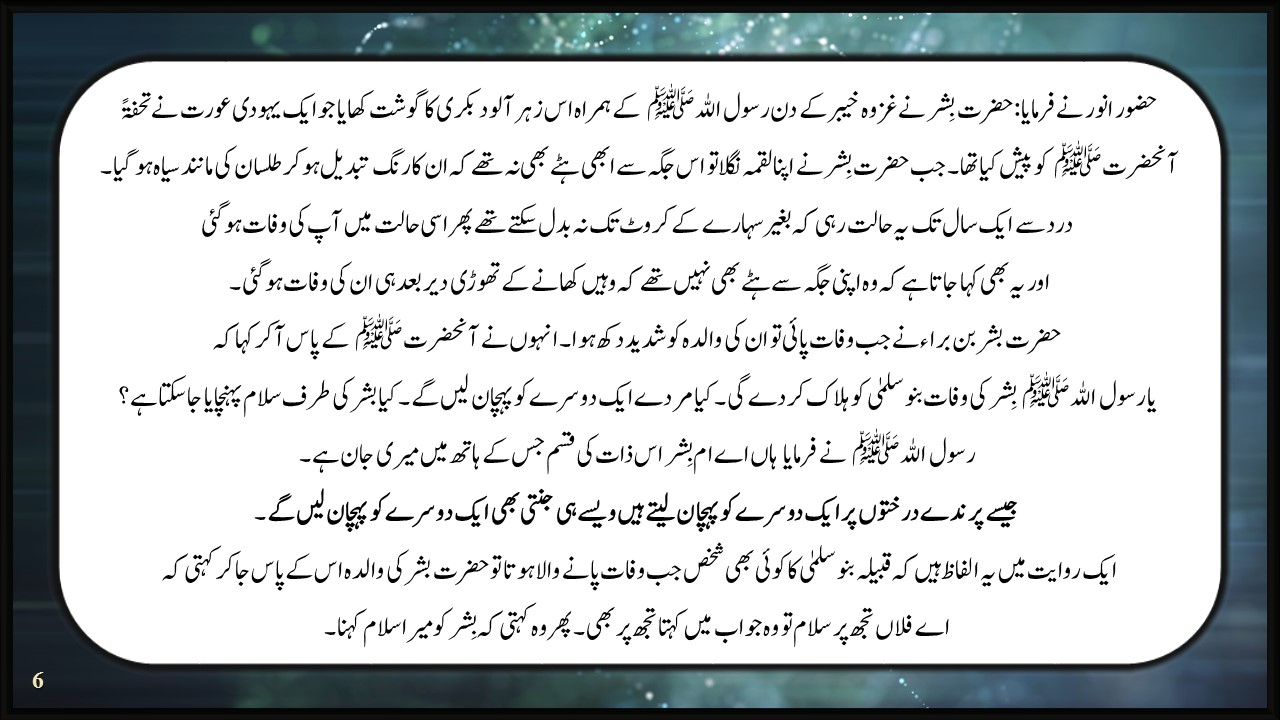 حضور انور نے فرمایا: حضرت بِشر نے غزوہ خیبر کے دن رسول اللہ ﷺ کے ہمراہ اس زہر آلود بکری کا گوشت کھایا جو ایک یہودی عورت نے تحفۃً
آنحضرت ﷺ کو پیش کیا تھا۔ جب حضرت بِشر نے اپنا لقمہ نگلا تو اس جگہ سے ابھی ہٹے بھی نہ تھے کہ ان کا رنگ تبدیل ہو کر طلسان کی مانند سیاہ ہو گیا۔
درد سے ایک سال تک یہ حالت رہی کہ بغیر سہارے کے کروٹ تک نہ بدل سکتے تھے پھر اسی حالت میں آپ کی وفات ہو گئی
اور یہ بھی کہا جاتا ہے کہ وہ اپنی جگہ سے ہٹے بھی نہیں تھے کہ وہیں کھانے کے تھوڑی دیر بعد ہی ان کی وفات ہو گئی۔
حضرت بشر بن براء نے جب وفات پائی تو ان کی والدہ کو شدید دکھ ہوا۔ انہوں نے آنحضرت ﷺ کے پاس آ کر کہا کہ
یا رسول اللہ ﷺ بِشر کی وفات بنو سلمٰی کو ہلاک کر دے گی۔ کیا مردے ایک دوسرے کو پہچان لیں گے۔ کیا بشر کی طرف سلام پہنچایا جا سکتا ہے؟
رسول اللہ ﷺ نے فرمایا ہاں اے ام بِشر اس ذات کی قسم جس کے ہاتھ میں میری جان ہے۔
جیسے پرندے درختوں پر ایک دوسرے کو پہچان لیتے ہیں ویسے ہی جنتی بھی ایک دوسرے کو پہچان لیں گے۔
ایک روایت میں یہ الفاظ ہیں کہ قبیلہ بنو سلمٰی کا کوئی بھی شخص جب وفات پانے والا ہوتا تو حضرت بشر کی والدہ اس کے پاس جا کر کہتی کہ
اے فلاں تجھ پر سلام تو وہ جواب میں کہتا تجھ پر بھی۔ پھر وہ کہتی کہ بِشر کو میرا سلام کہنا۔
6